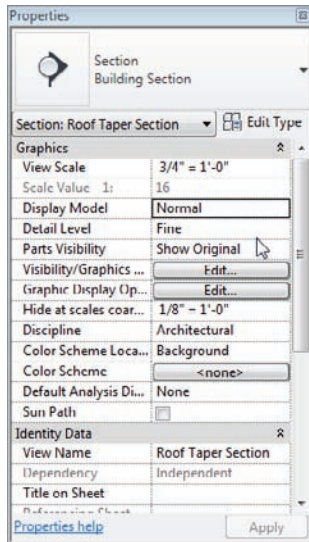 Properties
Section
Building Section
Section: Roof Taper Section Edit Type
Graphics
View Scale 3/4" = 1'-0"
Scale Value 1: 16
Display Model Normal
Detail Level Fine
Parts Visibility Show Original
Visibility/Graphics ... Edit...
Graphic Display Op... Edit...
Hide at scales coar... 1/8" = 1'-0"
Discipline Architectural
Color Scheme Loca... Background
Color Scheme <none>
Default Analysis Di... None
Sun Path
Identity Data
View Name Roof Taper Section
Dependency Independent
Title on Sheet
Referencing Sheet
Properties help Apply